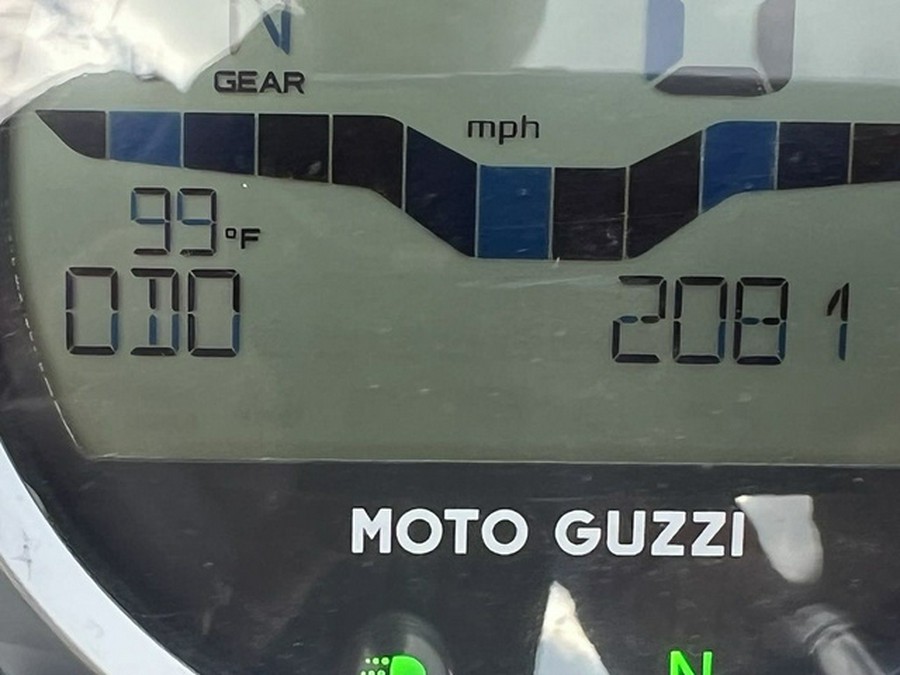 N
GEAR
mph
99°F
ODO 2081
MOTO GUZZI
N